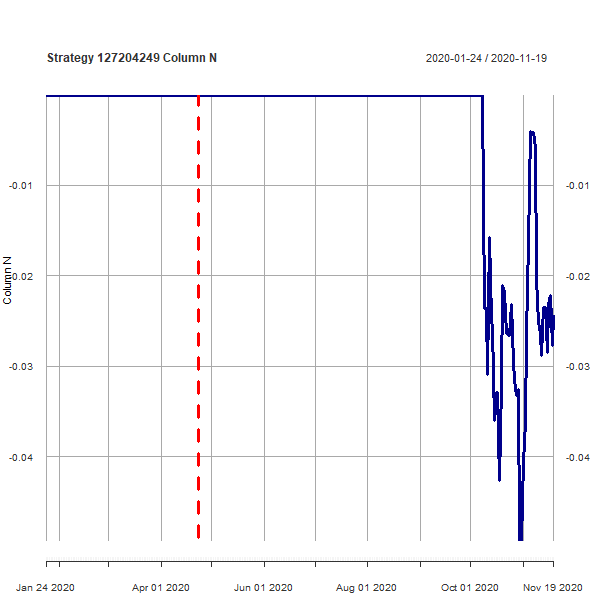 Strategy 127204249 Column N
2020-01-24 / 2020-11-19
-0.01
-0.01
-0.02
-0.02
Column N
-0.03
-0.03
-0.04
-0.04
Jan 24 2020
Apr 01 2020
Jun 01 2020
Aug 01 2020
Oct 01 2020
Nov 19 2020